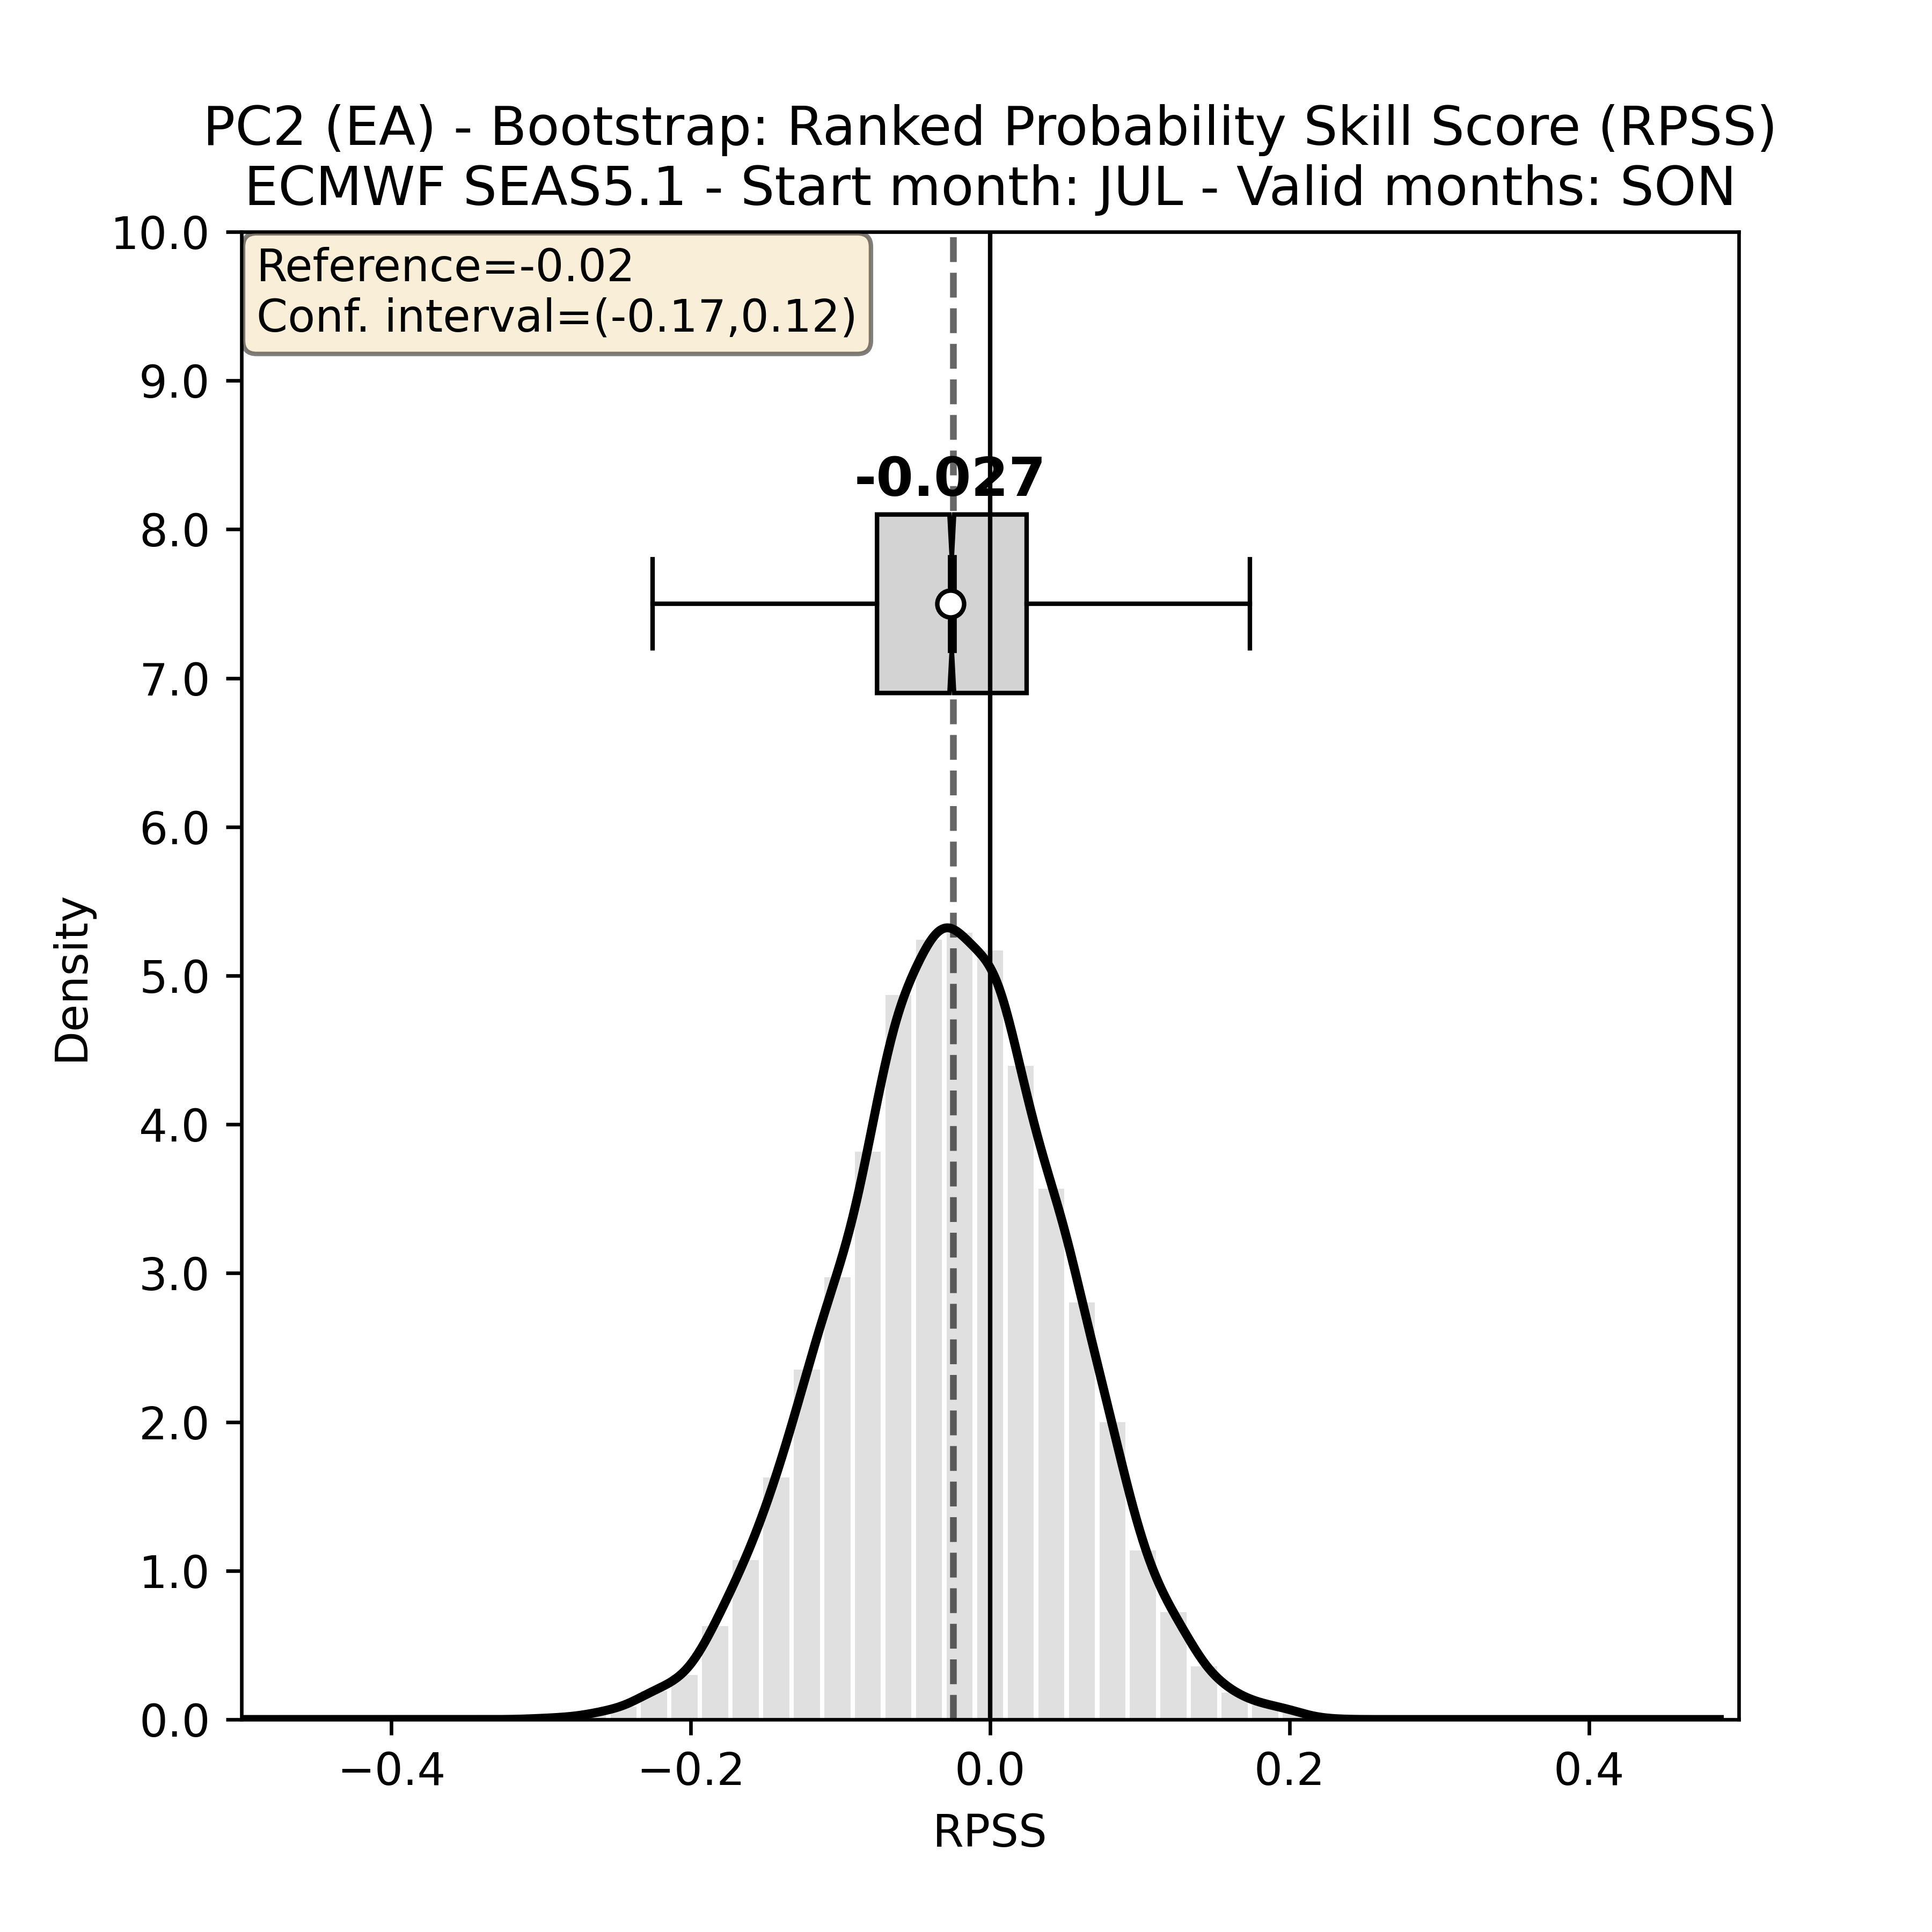 PC2 (EA) - Bootstrap: Ranked Probability Skill Score (RPSS)
ECMWF SEAS5.1 - Start month: JUL - Valid months: SON
Reference=-0.02
Conf. interval=(-0.17,0.12)
-0.027
10.0
9.0
8.0
7.0
6.0
5.0
4.0
3.0
2.0
1.0
0.0
Density
−0.4
−0.2
0.0
0.2
0.4
RPSS